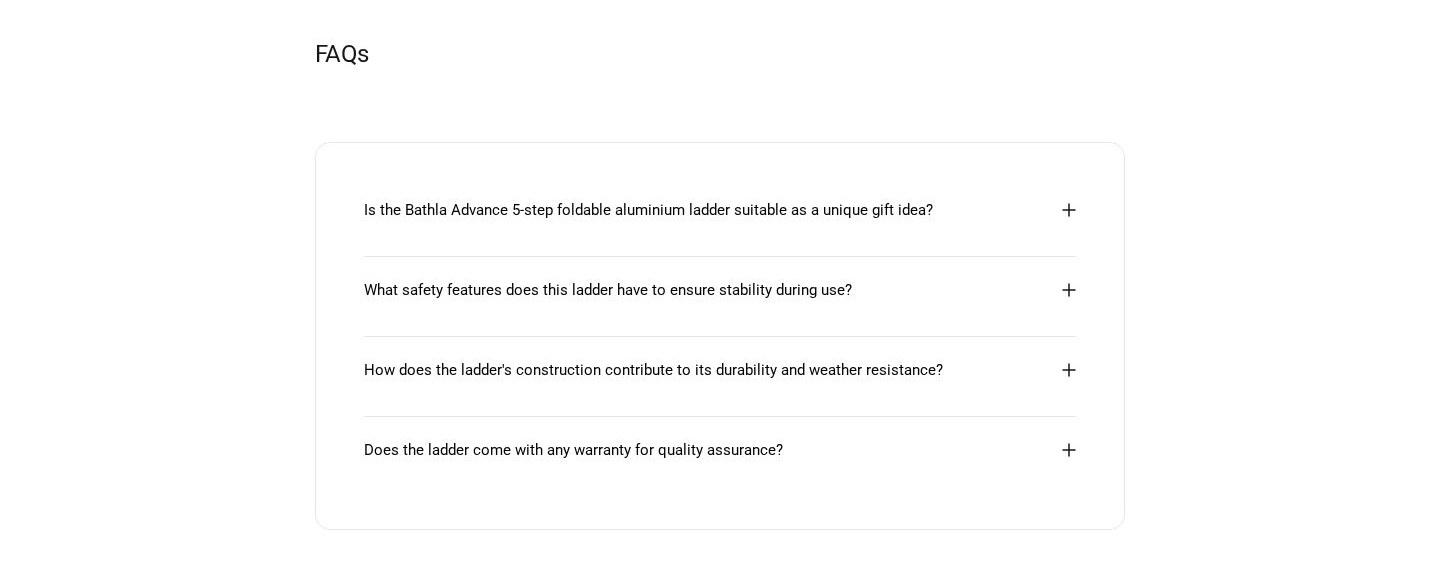 FAQs
Is the Bathla Advance 5-step foldable aluminium ladder suitable as a unique gift idea?
What safety features does this ladder have to ensure stability during use?
How does the ladder's construction contribute to its durability and weather resistance?
Does the ladder come with any warranty for quality assurance?